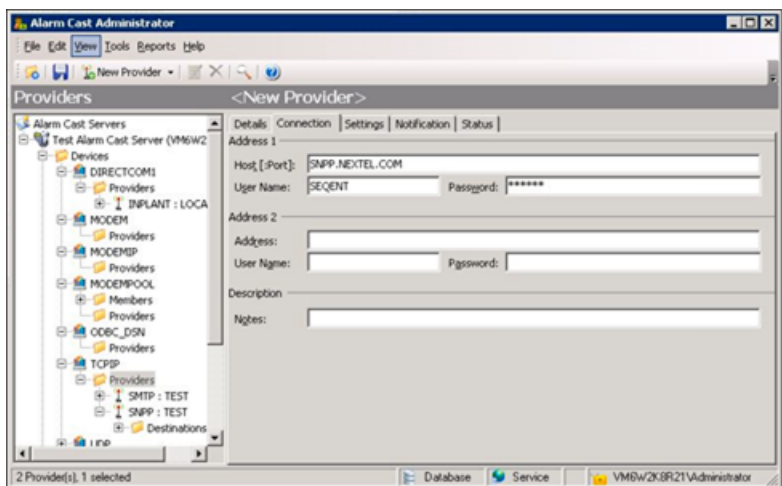 Alarm Cast Administrator
File Edit View Tools Reports Help
New Provider
Providers
<New Provider>
Alarm Cast Servers
Test Alarm Cast Server (VM6W2
Devices
DIRECTCOM1
Providers
INPLANT : LOCA
MODEM
Providers
MODEMIP
Providers
MODEMPOOL
Members
Providers
ODBC_DSN
Providers
TCPIP
Providers
SMTP : TEST
SNPP : TEST
Destinations
UDP
Details Connection Settings Notification Status
Address 1
Host[:Port]: SNPP.NEXTEL.COM
User Name: SEQENT Password: ******
Address 2
Address:
User Name: Password:
Description
Notes:
2 Provider[s], 1 selected Database Service VM6W2K8R21\Administrator